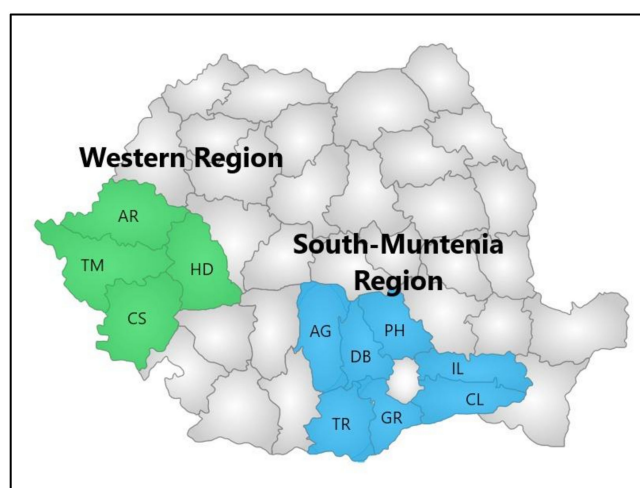 Western Region
AR
TM
HD
CS
South-Muntenia
Region
AG
PH
DB
IL
CL
TR
GR